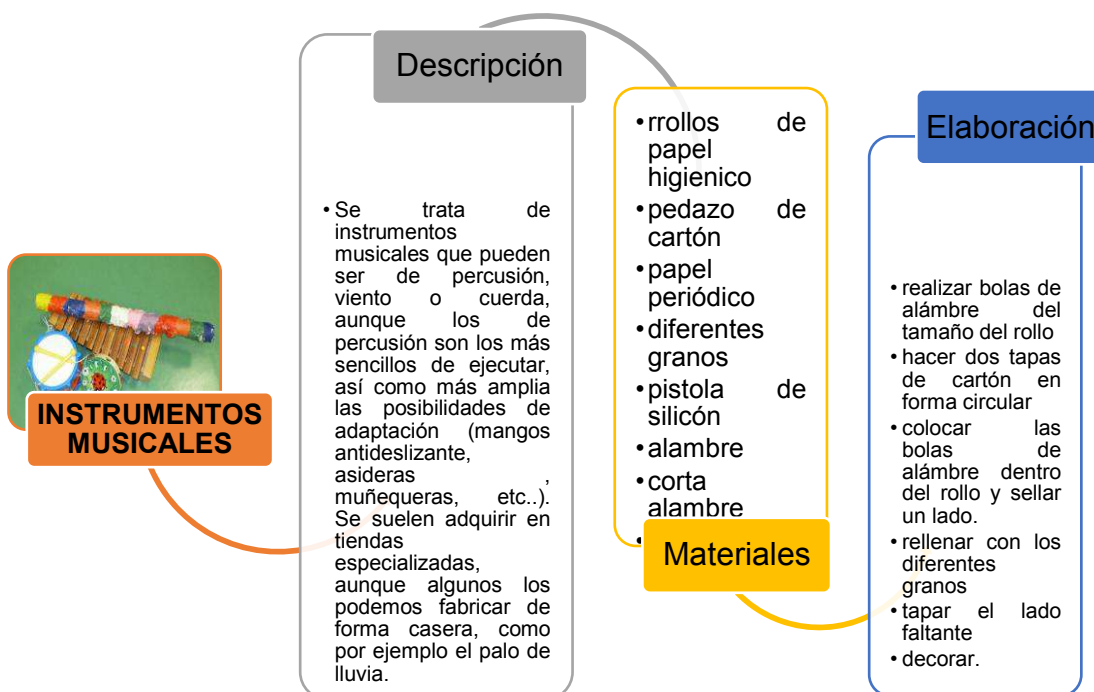 INSTRUMENTOS
MUSICALES
Descripción
•Se trata de
instrumentos
musicales que pueden
ser de percusión,
viento o cuerda,
aunque los de
percusión son los más
sencillos de ejecutar,
así como más amplia
las posibilidades de
adaptación (mangos
antideslizante,
asideras ,
muñequeras, etc..).
Se suelen adquirir en
tiendas
especializadas,
aunque algunos los
podemos fabricar de
forma casera, como
por ejemplo el palo de
lluvia.
•rrollos de
papel
higienico
•pedazo de
cartón
•papel
periódico
•diferentes
granos
•pistola de
silicón
•alambre
•corta
alambre
•
Materiales
Elaboración
•realizar bolas de
alámbre del
tamaño del rollo
•hacer dos tapas
de cartón en
forma circular
•colocar las
bolas de
alámbre dentro
del rollo y sellar
un lado.
•rellenar con los
diferentes
granos
•tapar el lado
faltante
•decorar.